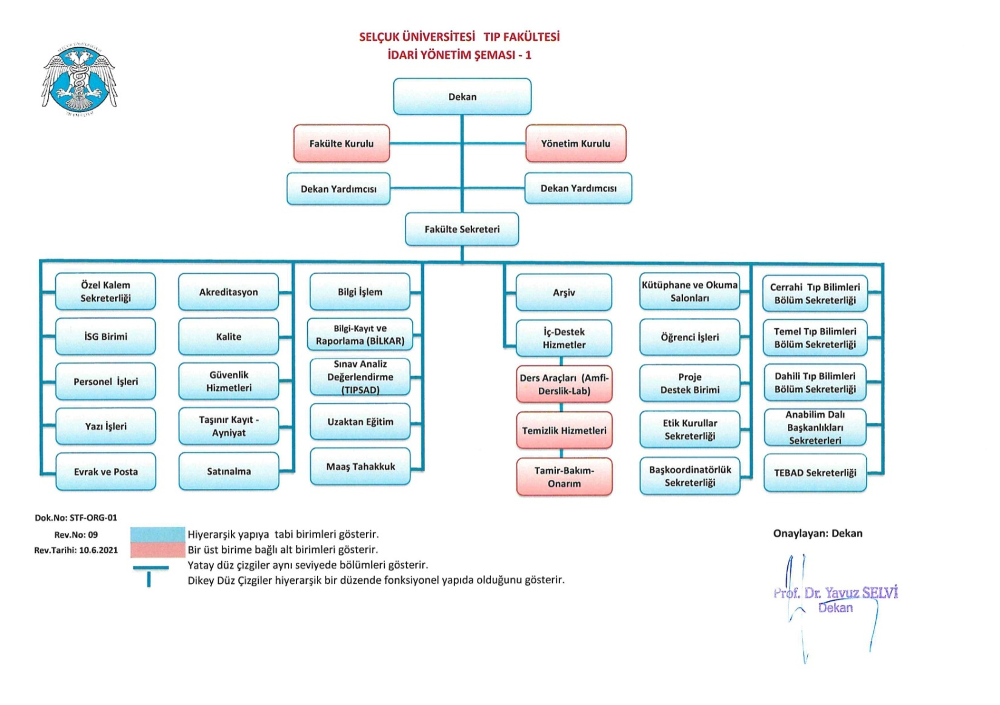 SELÇUK ÜNİVERSİTESİ TIP FAKÜLTESİ
İDARİ YÖNETİM ŞEMASI - 1
SELÇUK ÜNİVERSİTESİ
Dekan
Fakülte Kurulu
Yönetim Kurulu
Dekan Yardımcısı
Dekan Yardımcısı
Fakülte Sekreteri
Özel Kalem
Sekreterliği
İSG Birimi
Personel İşleri
Yazı İşleri
Evrak ve Posta
Akreditasyon
Kalite
Güvenlik
Hizmetleri
Taşınır Kayıt -
Ayniyat
Satınalma
Bilgi İşlem
Bilgi-Kayıt ve
Raporlama (BİLKAR)
Sınav Analiz
Değerlendirme
(TIPSAD)
Uzaktan Eğitim
Maaş Tahakkuk
Arşiv
İç-Destek
Hizmetler
Ders Araçları (Amfi-
Derslik-Lab)
Temizlik Hizmetleri
Tamir-Bakım-
Onarım
Kütüphane ve Okuma
Salonları
Öğrenci İşleri
Proje
Destek Birimi
Etik Kurullar
Sekreterliği
Başkoordinatörlük
Sekreterliği
Cerrahi Tıp Bilimleri
Bölüm Sekreterliği
Temel Tıp Bilimleri
Bölüm Sekreterliği
Dahili Tıp Bilimleri
Bölüm Sekreterliği
Anabilim Dalı
Başkanlıkları
Sekreterleri
TEBAD Sekreterliği
Dok.No: STF-ORG-01
Rev.No: 09
Rev.Tarihi: 10.6.2021
Hiyerarşik yapıya tabi birimleri gösterir.
Bir üst birime bağlı alt birimleri gösterir.
Yatay düz çizgiler aynı seviyede bölümleri gösterir.
Dikey Düz Çizgiler hiyerarşik bir düzende fonksiyonel yapıda olduğunu gösterir.
Onaylayan: Dekan
Prof. Dr. Yavuz SELVİ
Dekan